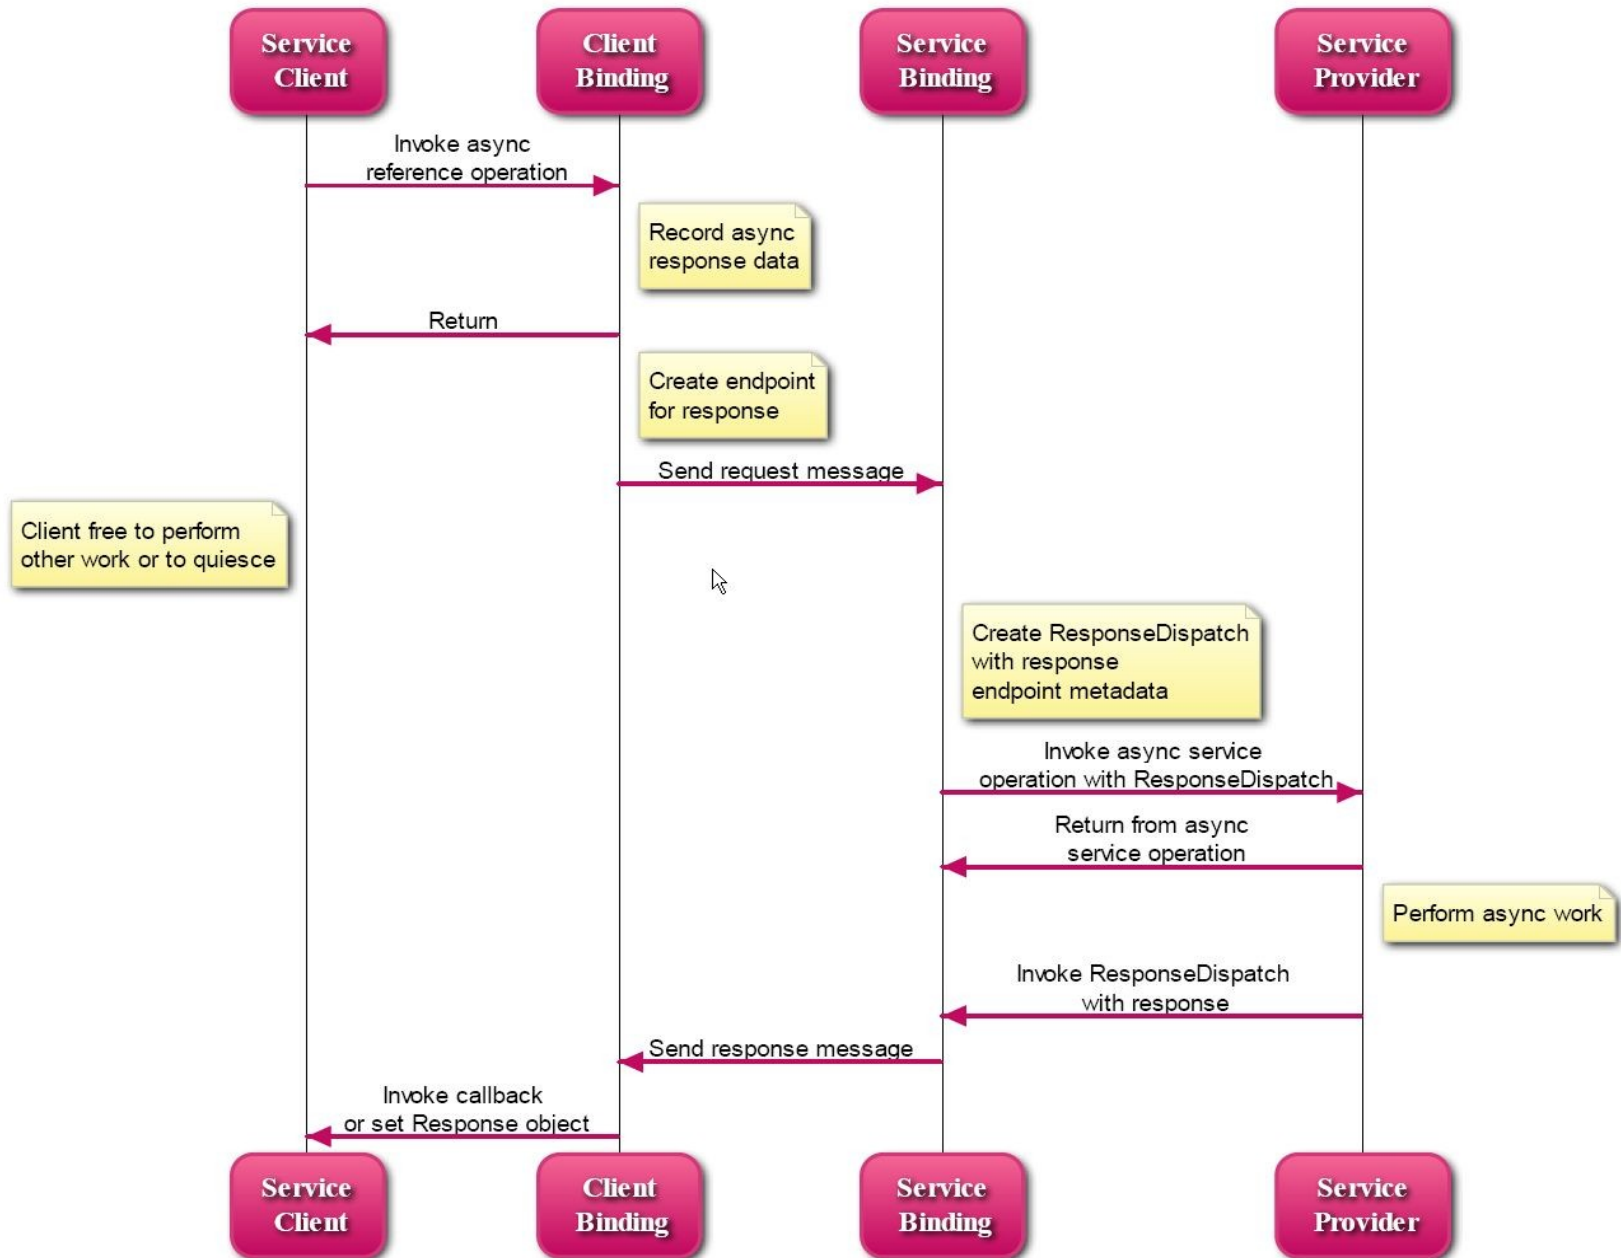 Service
Client
Client
Binding
Service
Binding
Service
Provider
Invoke async
reference operation
Record async
response data
Return
Create endpoint
for response
Send request message
Client free to perform
other work or to quiesce
Create ResponseDispatch
with response
endpoint metadata
Invoke async service
operation with ResponseDispatch
Return from async
service operation
Perform async work
Invoke ResponseDispatch
with response
Send response message
Invoke callback
or set Response object
Service
Client
Client
Binding
Service
Binding
Service
Provider